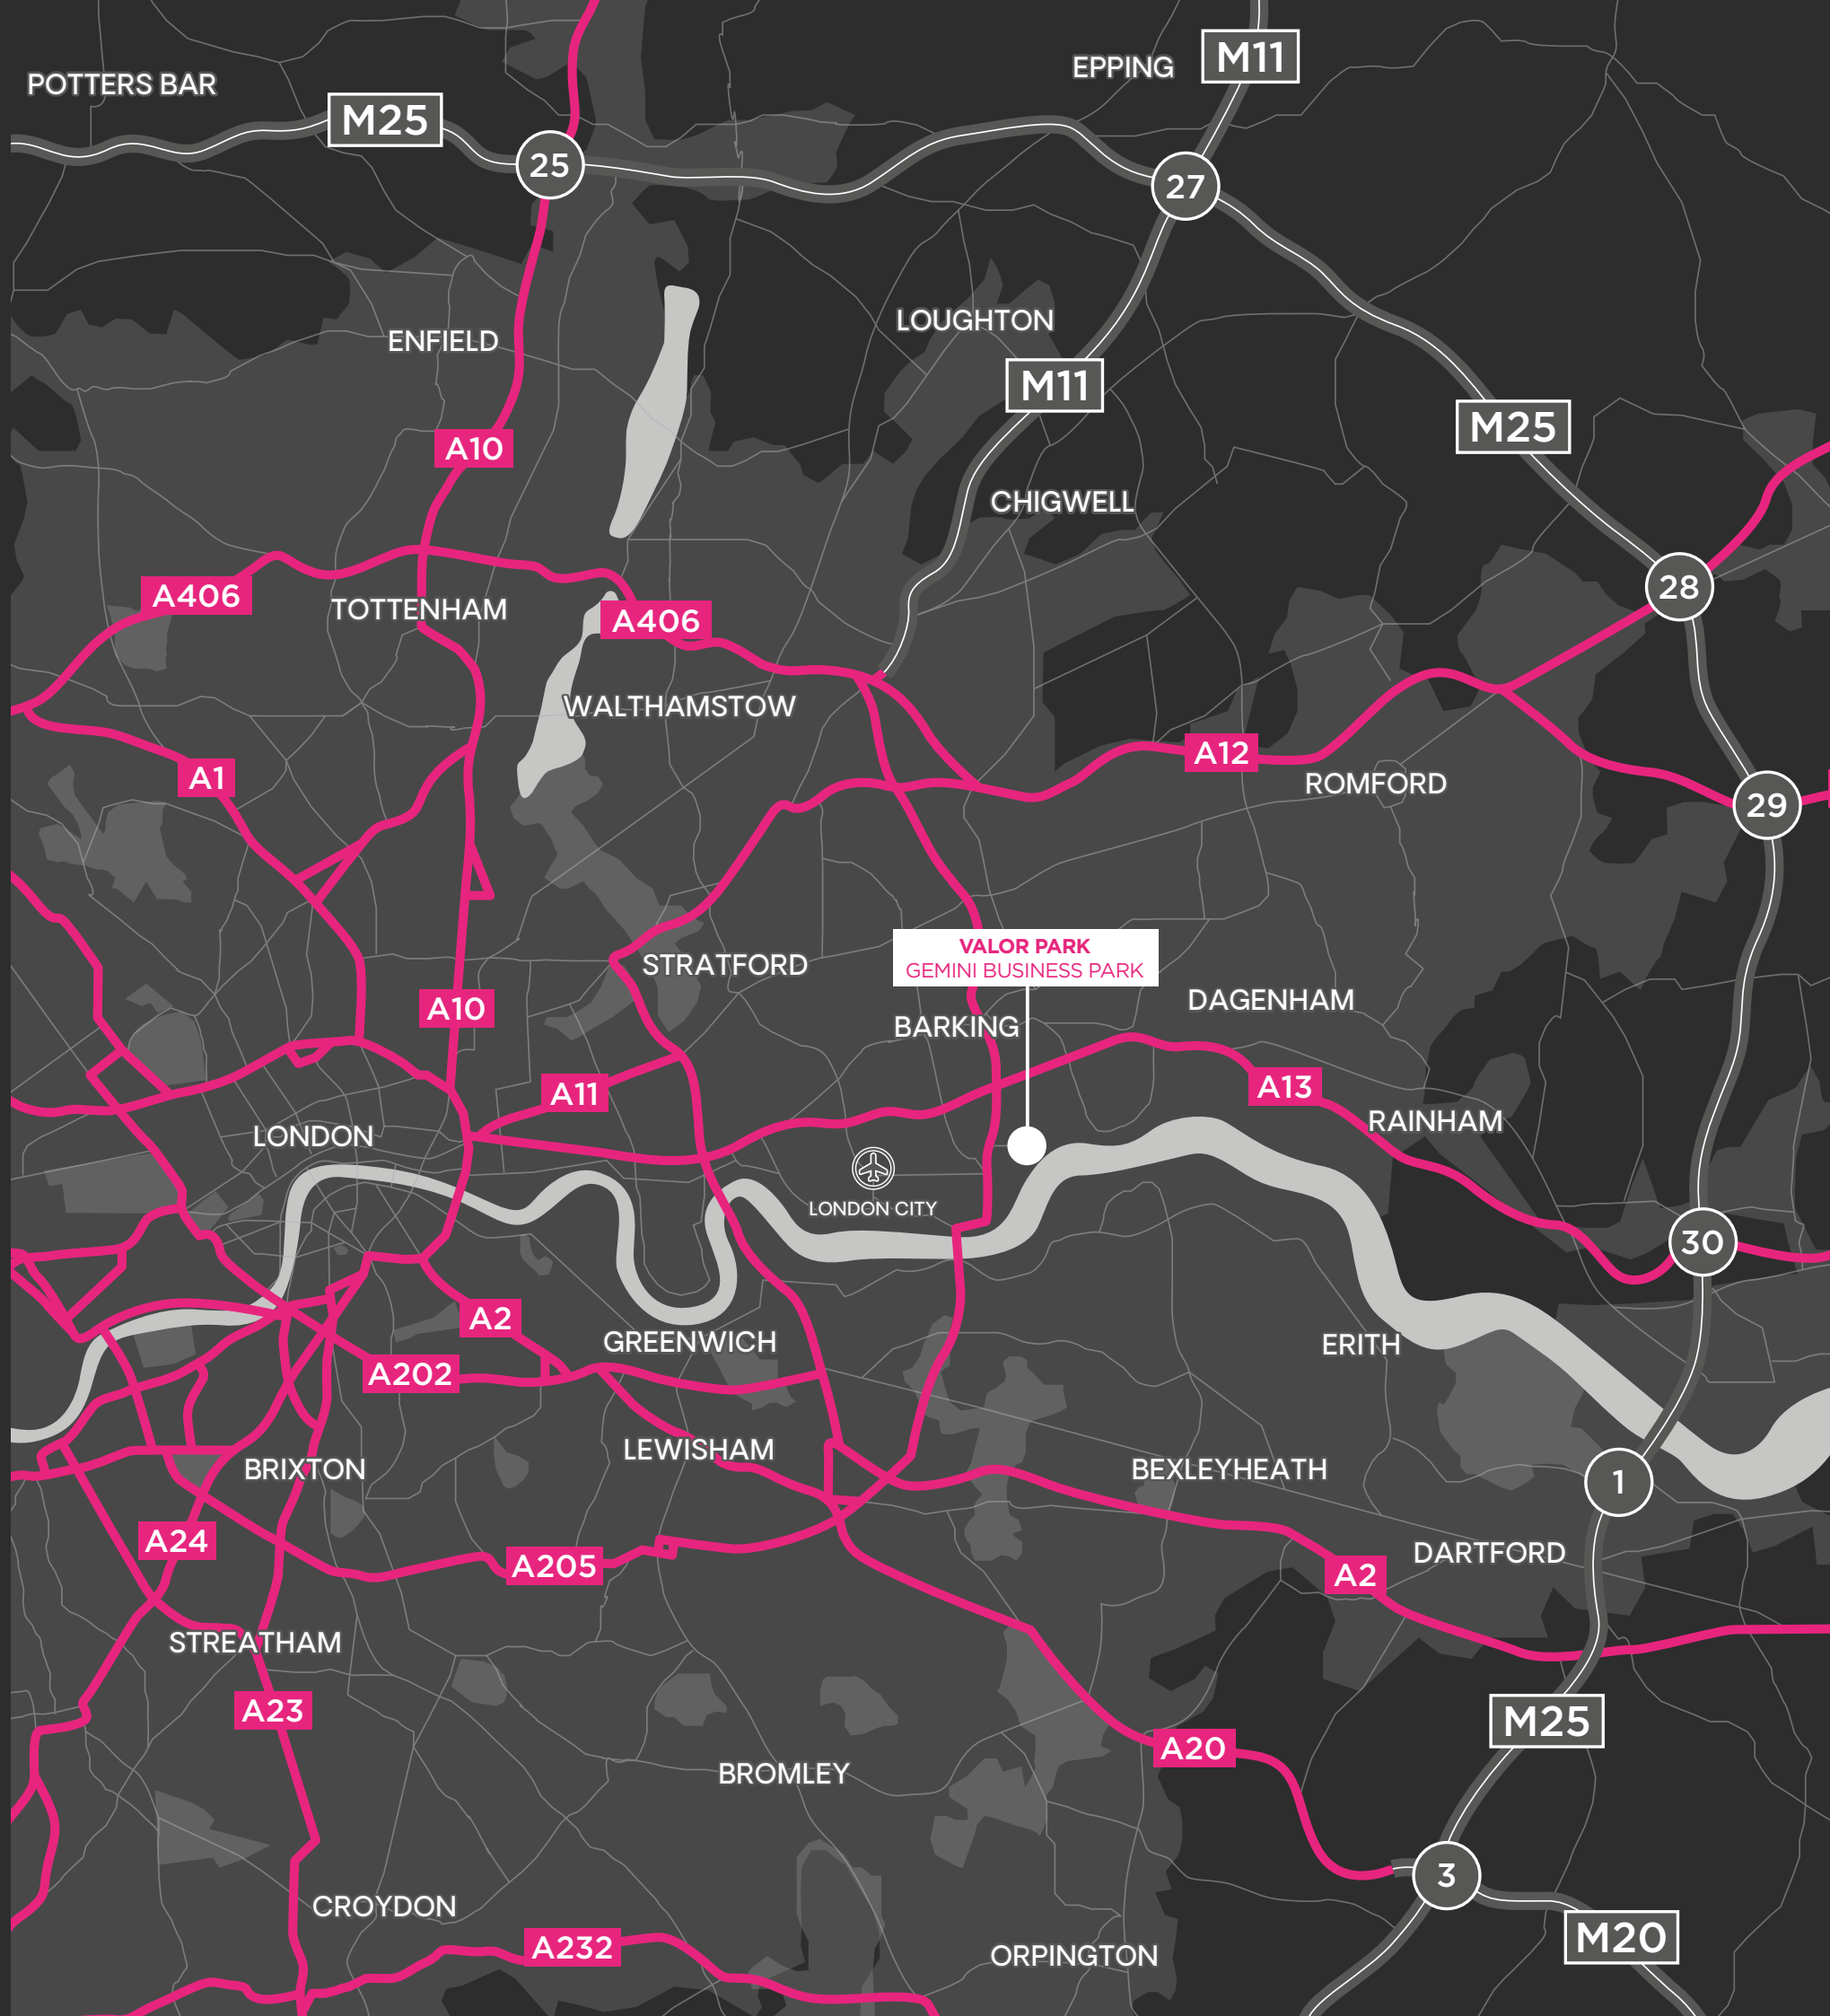 EPPING
M11
POTTERS BAR
M25
25
27
LOUGHTON
ENFIELD
M11
M25
A10
CHIGWELL
28
A406
TOTTENHAM
A406
WALTHAMSTOW
A12
A1
ROMFORD
29
VALOR PARK
GEMINI BUSINESS PARK
STRATFORD
DAGENHAM
A10
BARKING
A13
A11
RAINHAM
LONDON
LONDON CITY
30
A2
GREENWICH
ERITH
A202
LEWISHAM
BRIXTON
BEXLEYHEATH
1
A24
DARTFORD
A205
A2
STREATHAM
A23
M25
A20
BROMLEY
3
CROYDON
M20
A232
ORPINGTON